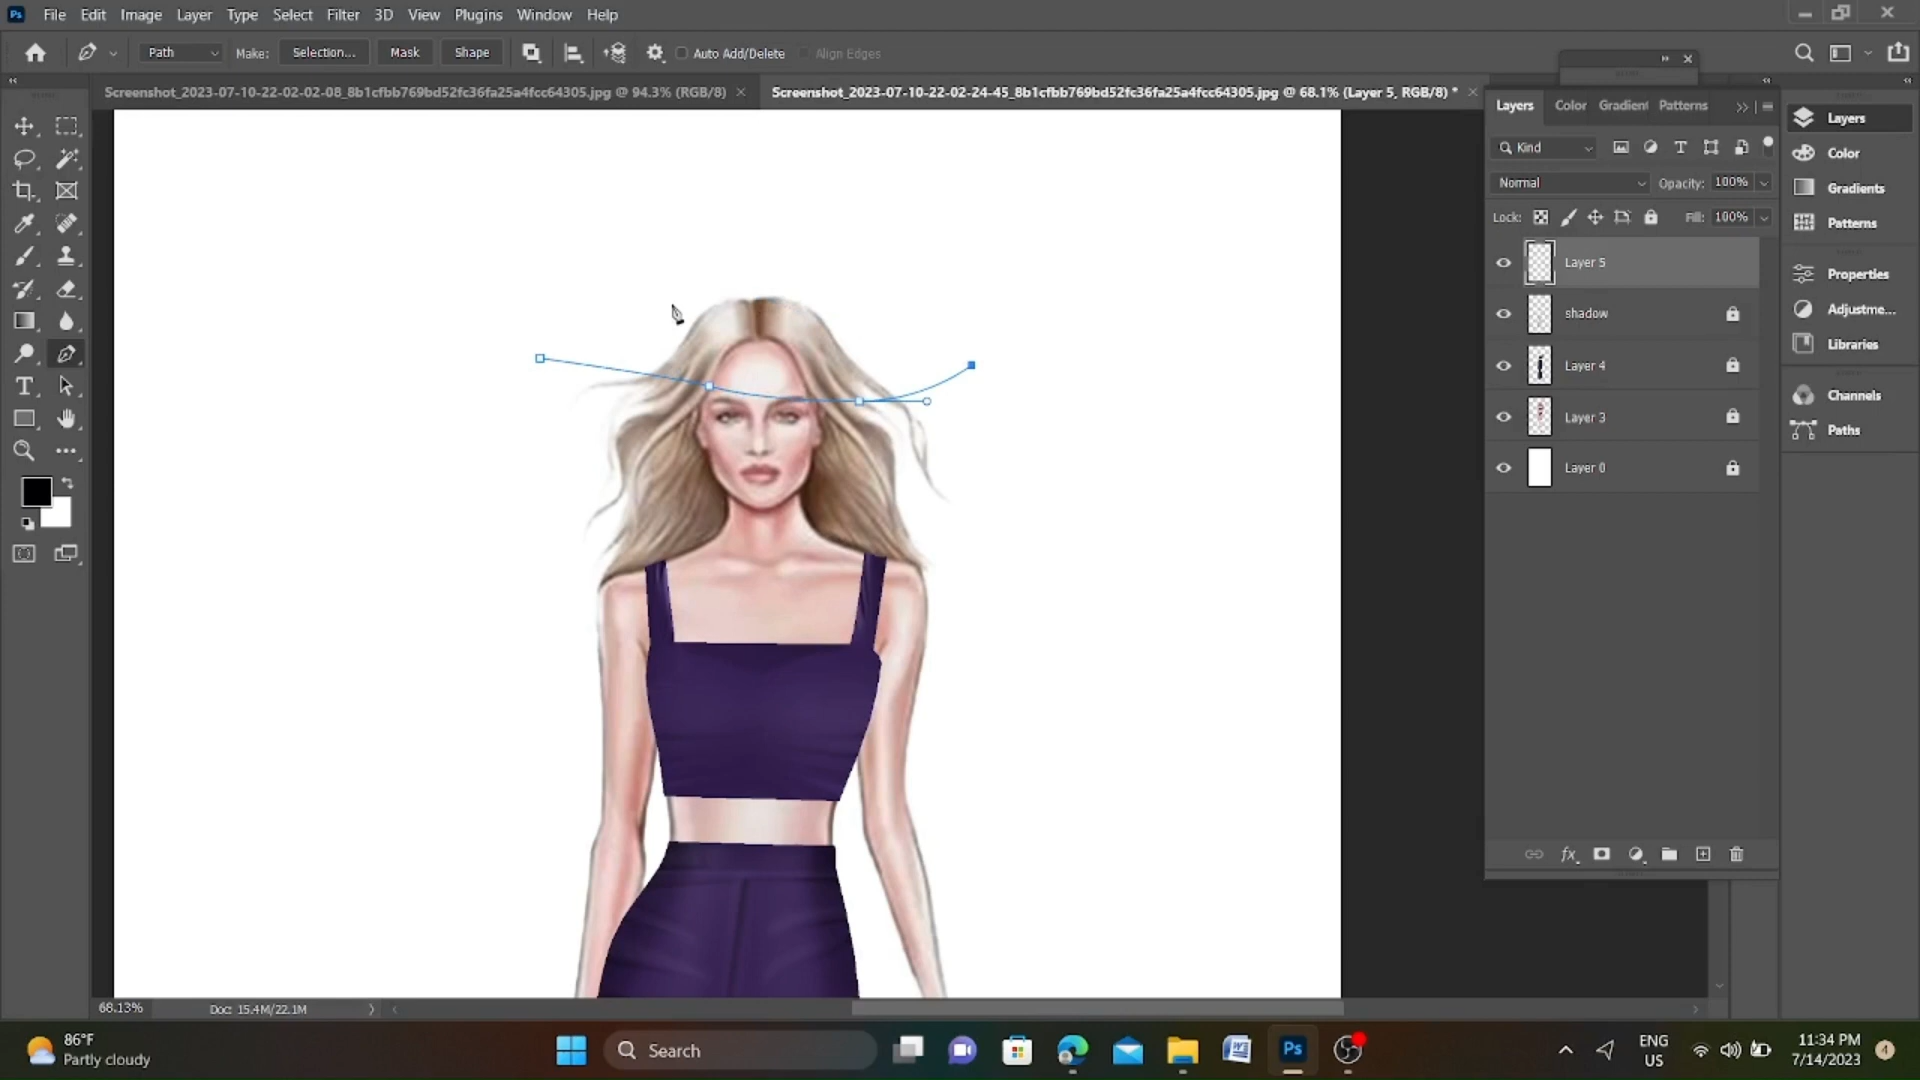 Ps File Edit Image Layer Type Select Filter 3D View Plugins Window Help
Path Make: Selection... Mask Shape Auto Add/Delete Align Edges
Screenshot_2023-07-10-22-02-02-08_8b1cfbb769bd52fc36fa25a4fcc64305.jpg @ 94.3% (RGB/8)
Screenshot_2023-07-10-22-02-24-45_8b1cfbb769bd52fc36fa25a4fcc64305.jpg @ 68.1% (Layer 5, RGB/8) *
Layers Color Gradient Patterns
Kind
Normal Opacity: 100%
Lock: Fill: 100%
Layer 5
shadow
Layer 4
Layer 3
Layer 0
fx
Layers
Color
Gradients
Patterns
Properties
Adjustme...
Libraries
Channels
Paths
68.13% Doc: 15.4M/22.1M
86°F
Partly cloudy
Search
Ps
ENG
US
11:34 PM
7/14/2023
4